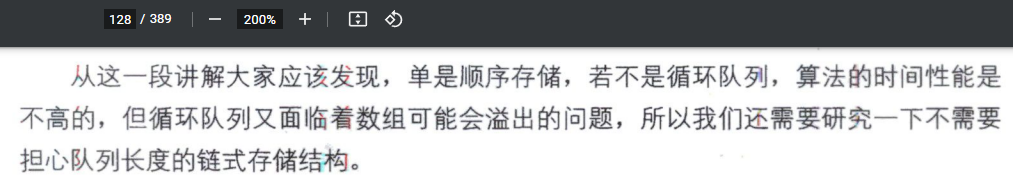 128 / 389 — 200% +
从这一段讲解大家应该发现，单是顺序存储，若不是循环队列，算法的时间性能是
不高的，但循环队列又面临着数组可能会溢出的问题，所以我们还需要研究一下不需要
担心队列长度的链式存储结构。